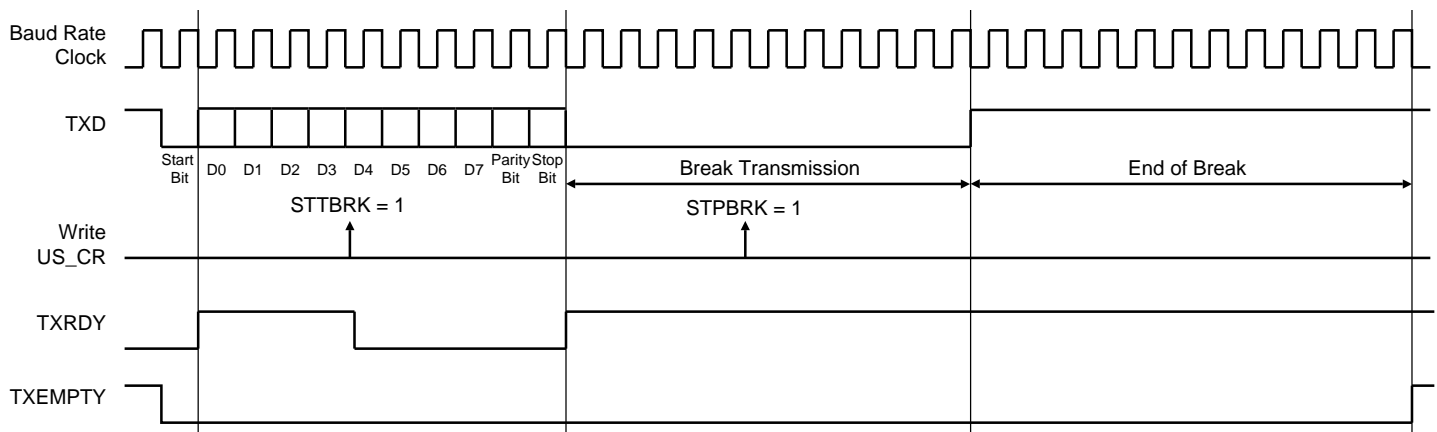 Baud Rate
Clock
TXD
Start
Bit
D0 D1 D2 D3 D4 D5 D6 D7
Parity
Bit
Stop
Bit
Break Transmission
End of Break
STTBRK = 1
STPBRK = 1
Write
US_CR
TXRDY
TXEMPTY